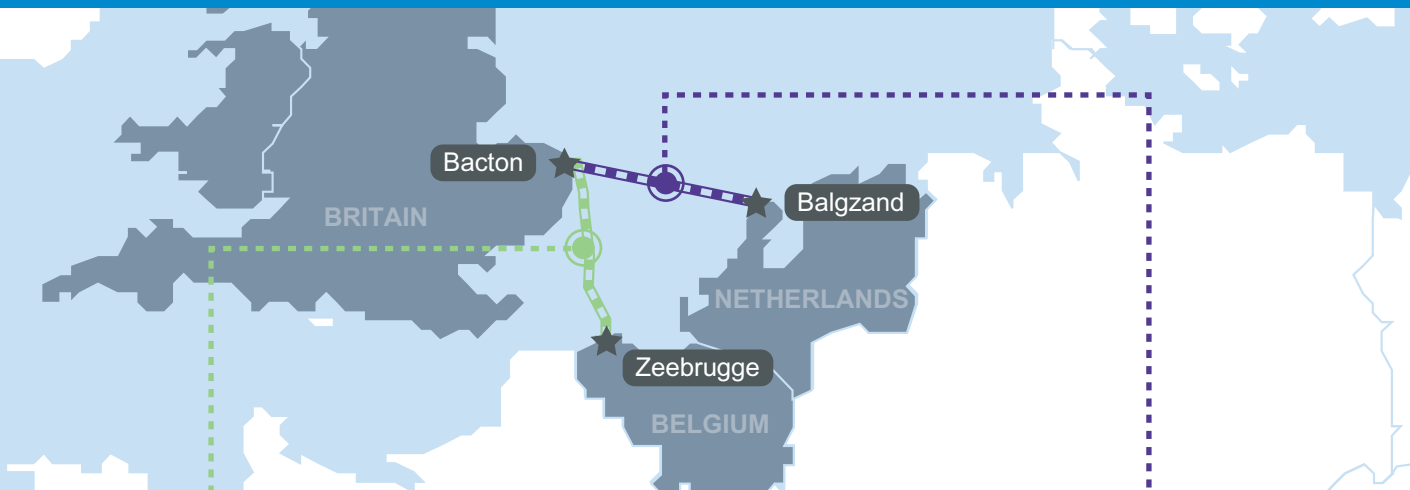 Bacton
Balgzand
BRITAIN
NETHERLANDS
Zeebrugge
BELGIUM